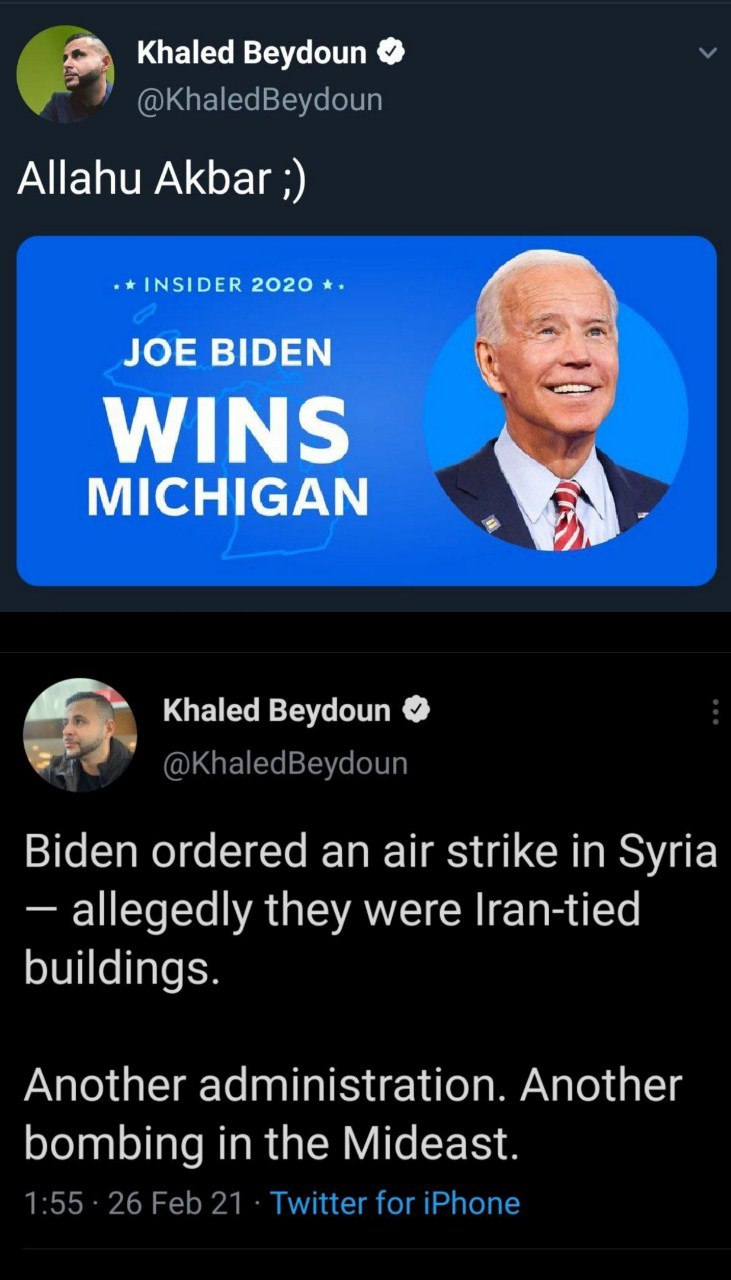 Khaled Beydoun
@KhaledBeydoun
Allahu Akbar ;)
INSIDER 2020
JOE BIDEN
WINS
MICHIGAN
Khaled Beydoun
@KhaledBeydoun
Biden ordered an air strike in Syria
— allegedly they were Iran-tied
buildings.
Another administration. Another
bombing in the Mideast.
1:55 · 26 Feb 21 · Twitter for iPhone